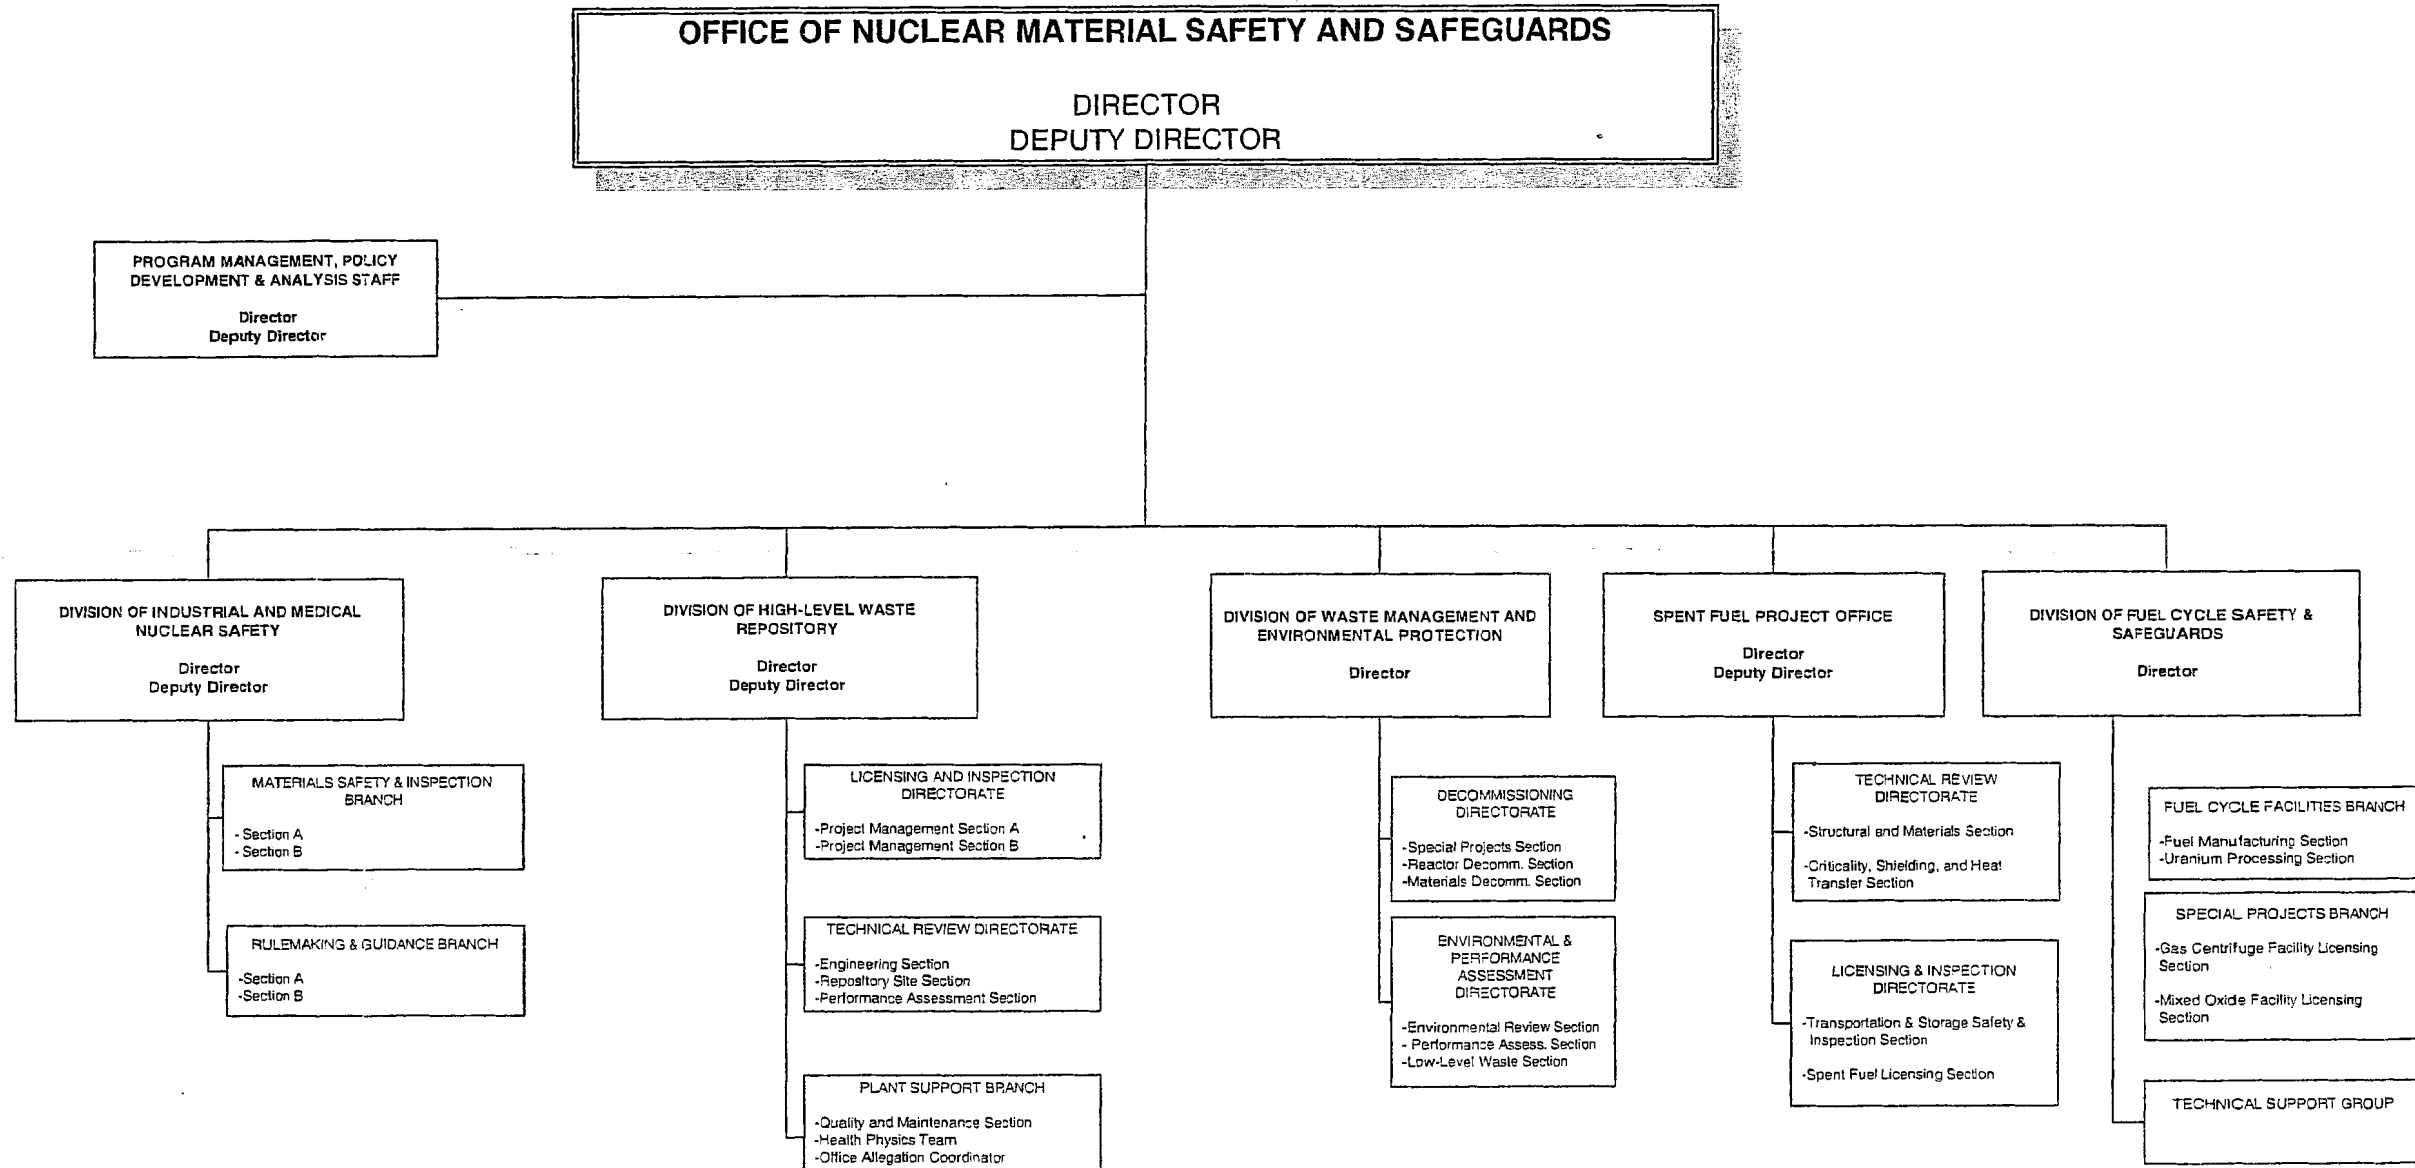 OFFICE OF NUCLEAR MATERIAL SAFETY AND SAFEGUARDS
DIRECTOR
DEPUTY DIRECTOR
PROGRAM MANAGEMENT, POLICY
DEVELOPMENT & ANALYSIS STAFF
Director
Deputy Director
DIVISION OF INDUSTRIAL AND MEDICAL
NUCLEAR SAFETY
Director
Deputy Director
MATERIALS SAFETY & INSPECTION
BRANCH
- Section A
- Section B
RULEMAKING & GUIDANCE BRANCH
-Section A
-Section B
DIVISION OF HIGH-LEVEL WASTE
REPOSITORY
Director
Deputy Director
LICENSING AND INSPECTION
DIRECTORATE
-Project Management Section A
-Project Management Section B
TECHNICAL REVIEW DIRECTORATE
-Engineering Section
-Repository Site Section
-Performance Assessment Section
PLANT SUPPORT BRANCH
-Quality and Maintenance Section
-Health Physics Team
-Office Allegation Coordinator
DIVISION OF WASTE MANAGEMENT AND
ENVIRONMENTAL PROTECTION
Director
DECOMMISSIONING
DIRECTORATE
-Special Projects Section
-Reactor Decomm. Section
-Materials Decomm. Section
ENVIRONMENTAL &
PERFORMANCE
ASSESSMENT
DIRECTORATE
-Environmental Review Section
- Performance Assess. Section
-Low-Level Waste Section
SPENT FUEL PROJECT OFFICE
Director
Deputy Director
TECHNICAL REVIEW
DIRECTORATE
-Structural and Materials Section
-Criticality, Shielding, and Heat
Transfer Section
LICENSING & INSPECTION
DIRECTORATE
-Transportation & Storage Safety &
Inspection Section
-Spent Fuel Licensing Section
DIVISION OF FUEL CYCLE SAFETY &
SAFEGUARDS
Director
FUEL CYCLE FACILITIES BRANCH
-Fuel Manufacturing Section
-Uranium Processing Section
SPECIAL PROJECTS BRANCH
-Gas Centrifuge Facility Licensing
Section
-Mixed Oxide Facility Licensing
Section
TECHNICAL SUPPORT GROUP